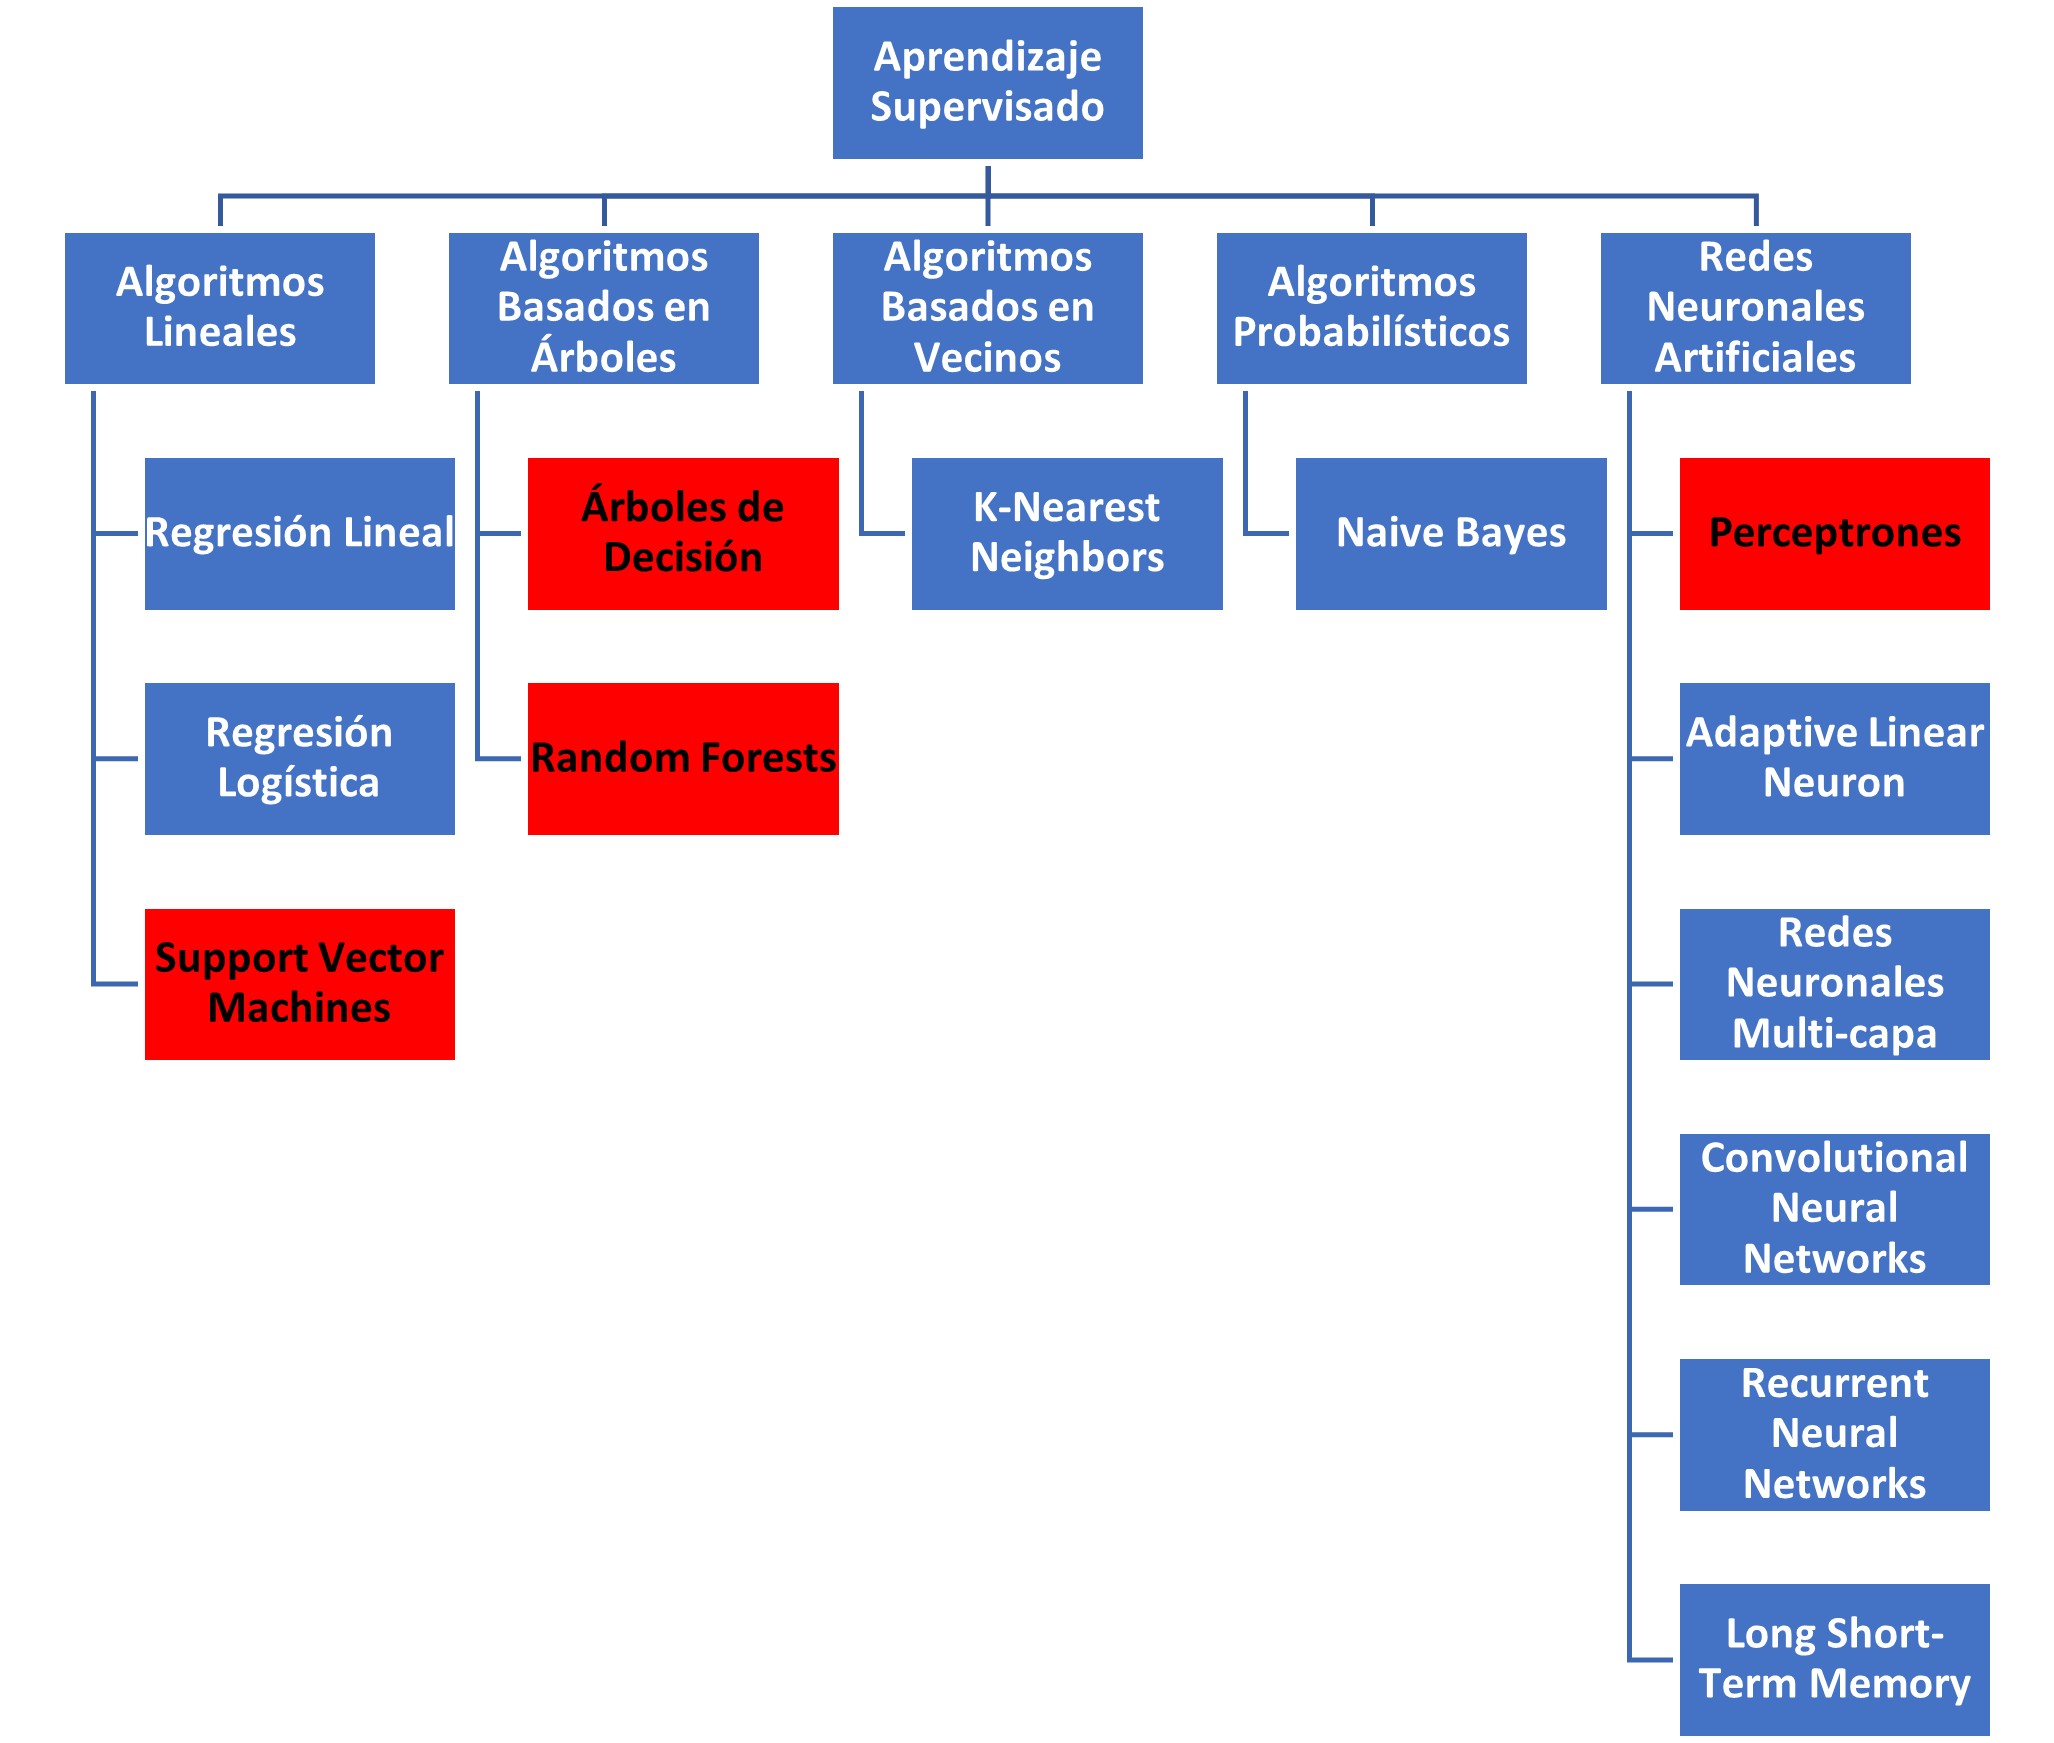 Aprendizaje
Supervisado
Algoritmos
Lineales
Algoritmos
Basados en
Árboles
Algoritmos
Basados en
Vecinos
Algoritmos
Probabilísticos
Redes
Neuronales
Artificiales
Regresión Lineal
Árboles de
Decisión
K-Nearest
Neighbors
Naive Bayes
Perceptrones
Regresión
Logística
Random Forests
Adaptive Linear
Neuron
Support Vector
Machines
Redes
Neuronales
Multi-capa
Convolutional
Neural
Networks
Recurrent
Neural
Networks
Long Short-
Term Memory